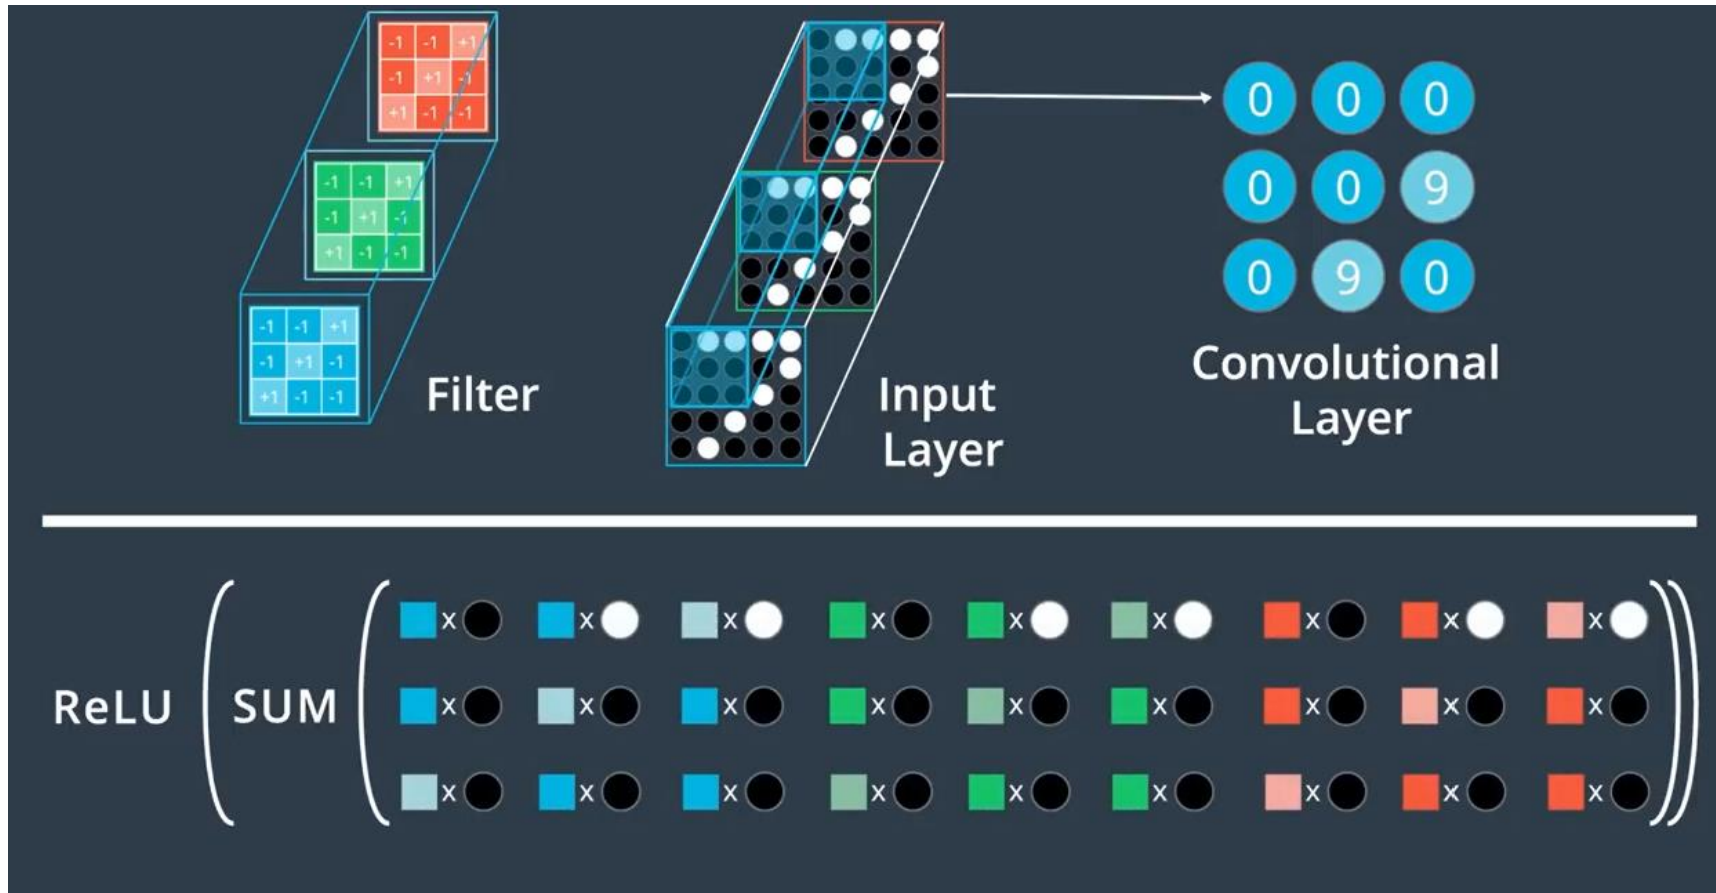 -1 -1 +1
-1 +1 -1
+1 -1 -1
-1 -1 +1
-1 +1 -1
+1 -1 -1
-1 -1 +1
-1 +1 -1
+1 -1 -1
Filter
Input
Layer
0 0 0
0 0 9
0 9 0
Convolutional
Layer
ReLU ( SUM (
x x x x x x x x x
x x x x x x x x x
x x x x x x x x x
))